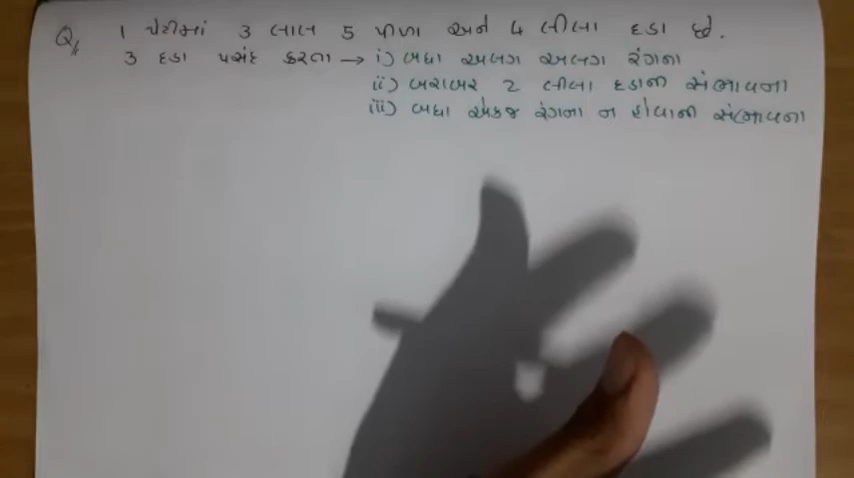 Q// 1 પેટીમાં 3 લાલ 5 પીળા અને 4 લીલા દડા છે.
3 દડા પસંદ કરતા → i) બધા અલગ અલગ રંગના
ii) બરાબર 2 લીલા દડાની સંભાવના
iii) બધા એકજ રંગના ન હોવાની સંભાવના